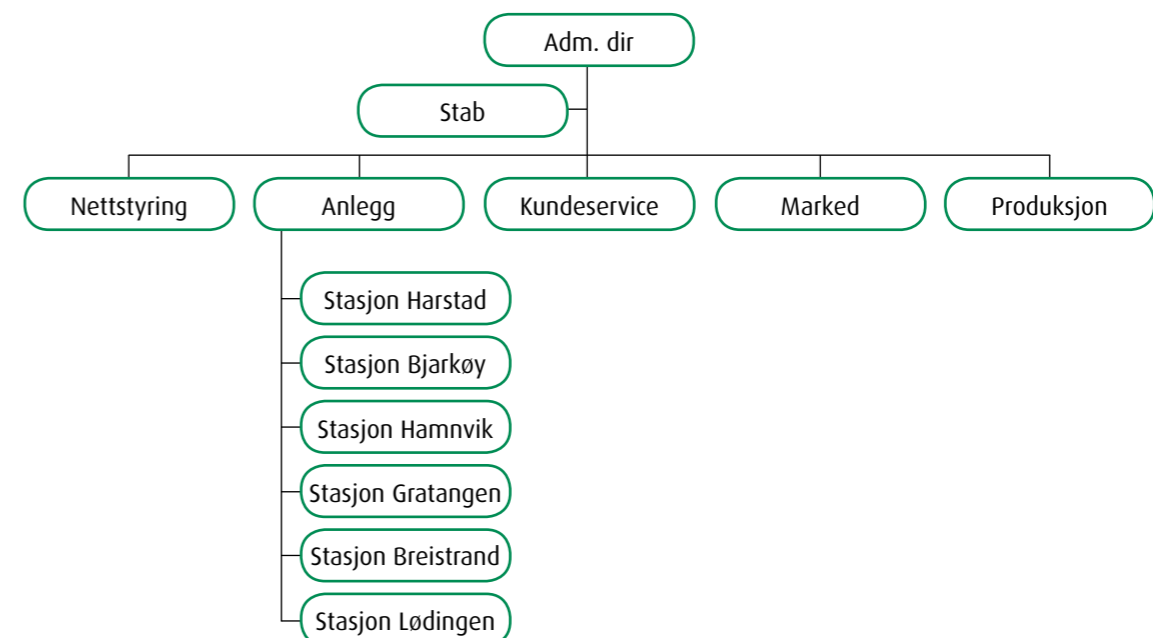 Adm. dir
Stab
Nettstyring
Anlegg
Kundeservice
Marked
Produksjon
Stasjon Harstad
Stasjon Bjarkøy
Stasjon Hamnvik
Stasjon Gratangen
Stasjon Breistrand
Stasjon Lødingen